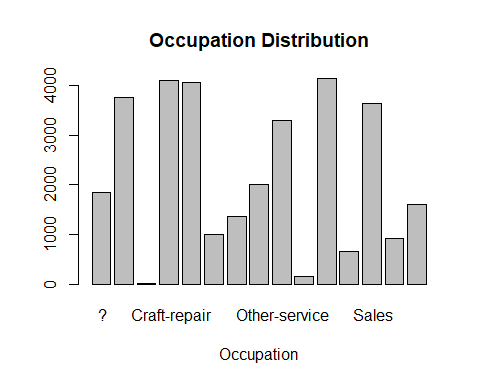 Occupation Distribution
4000
3000
2000
1000
0
? Craft-repair Other-service Sales
Occupation